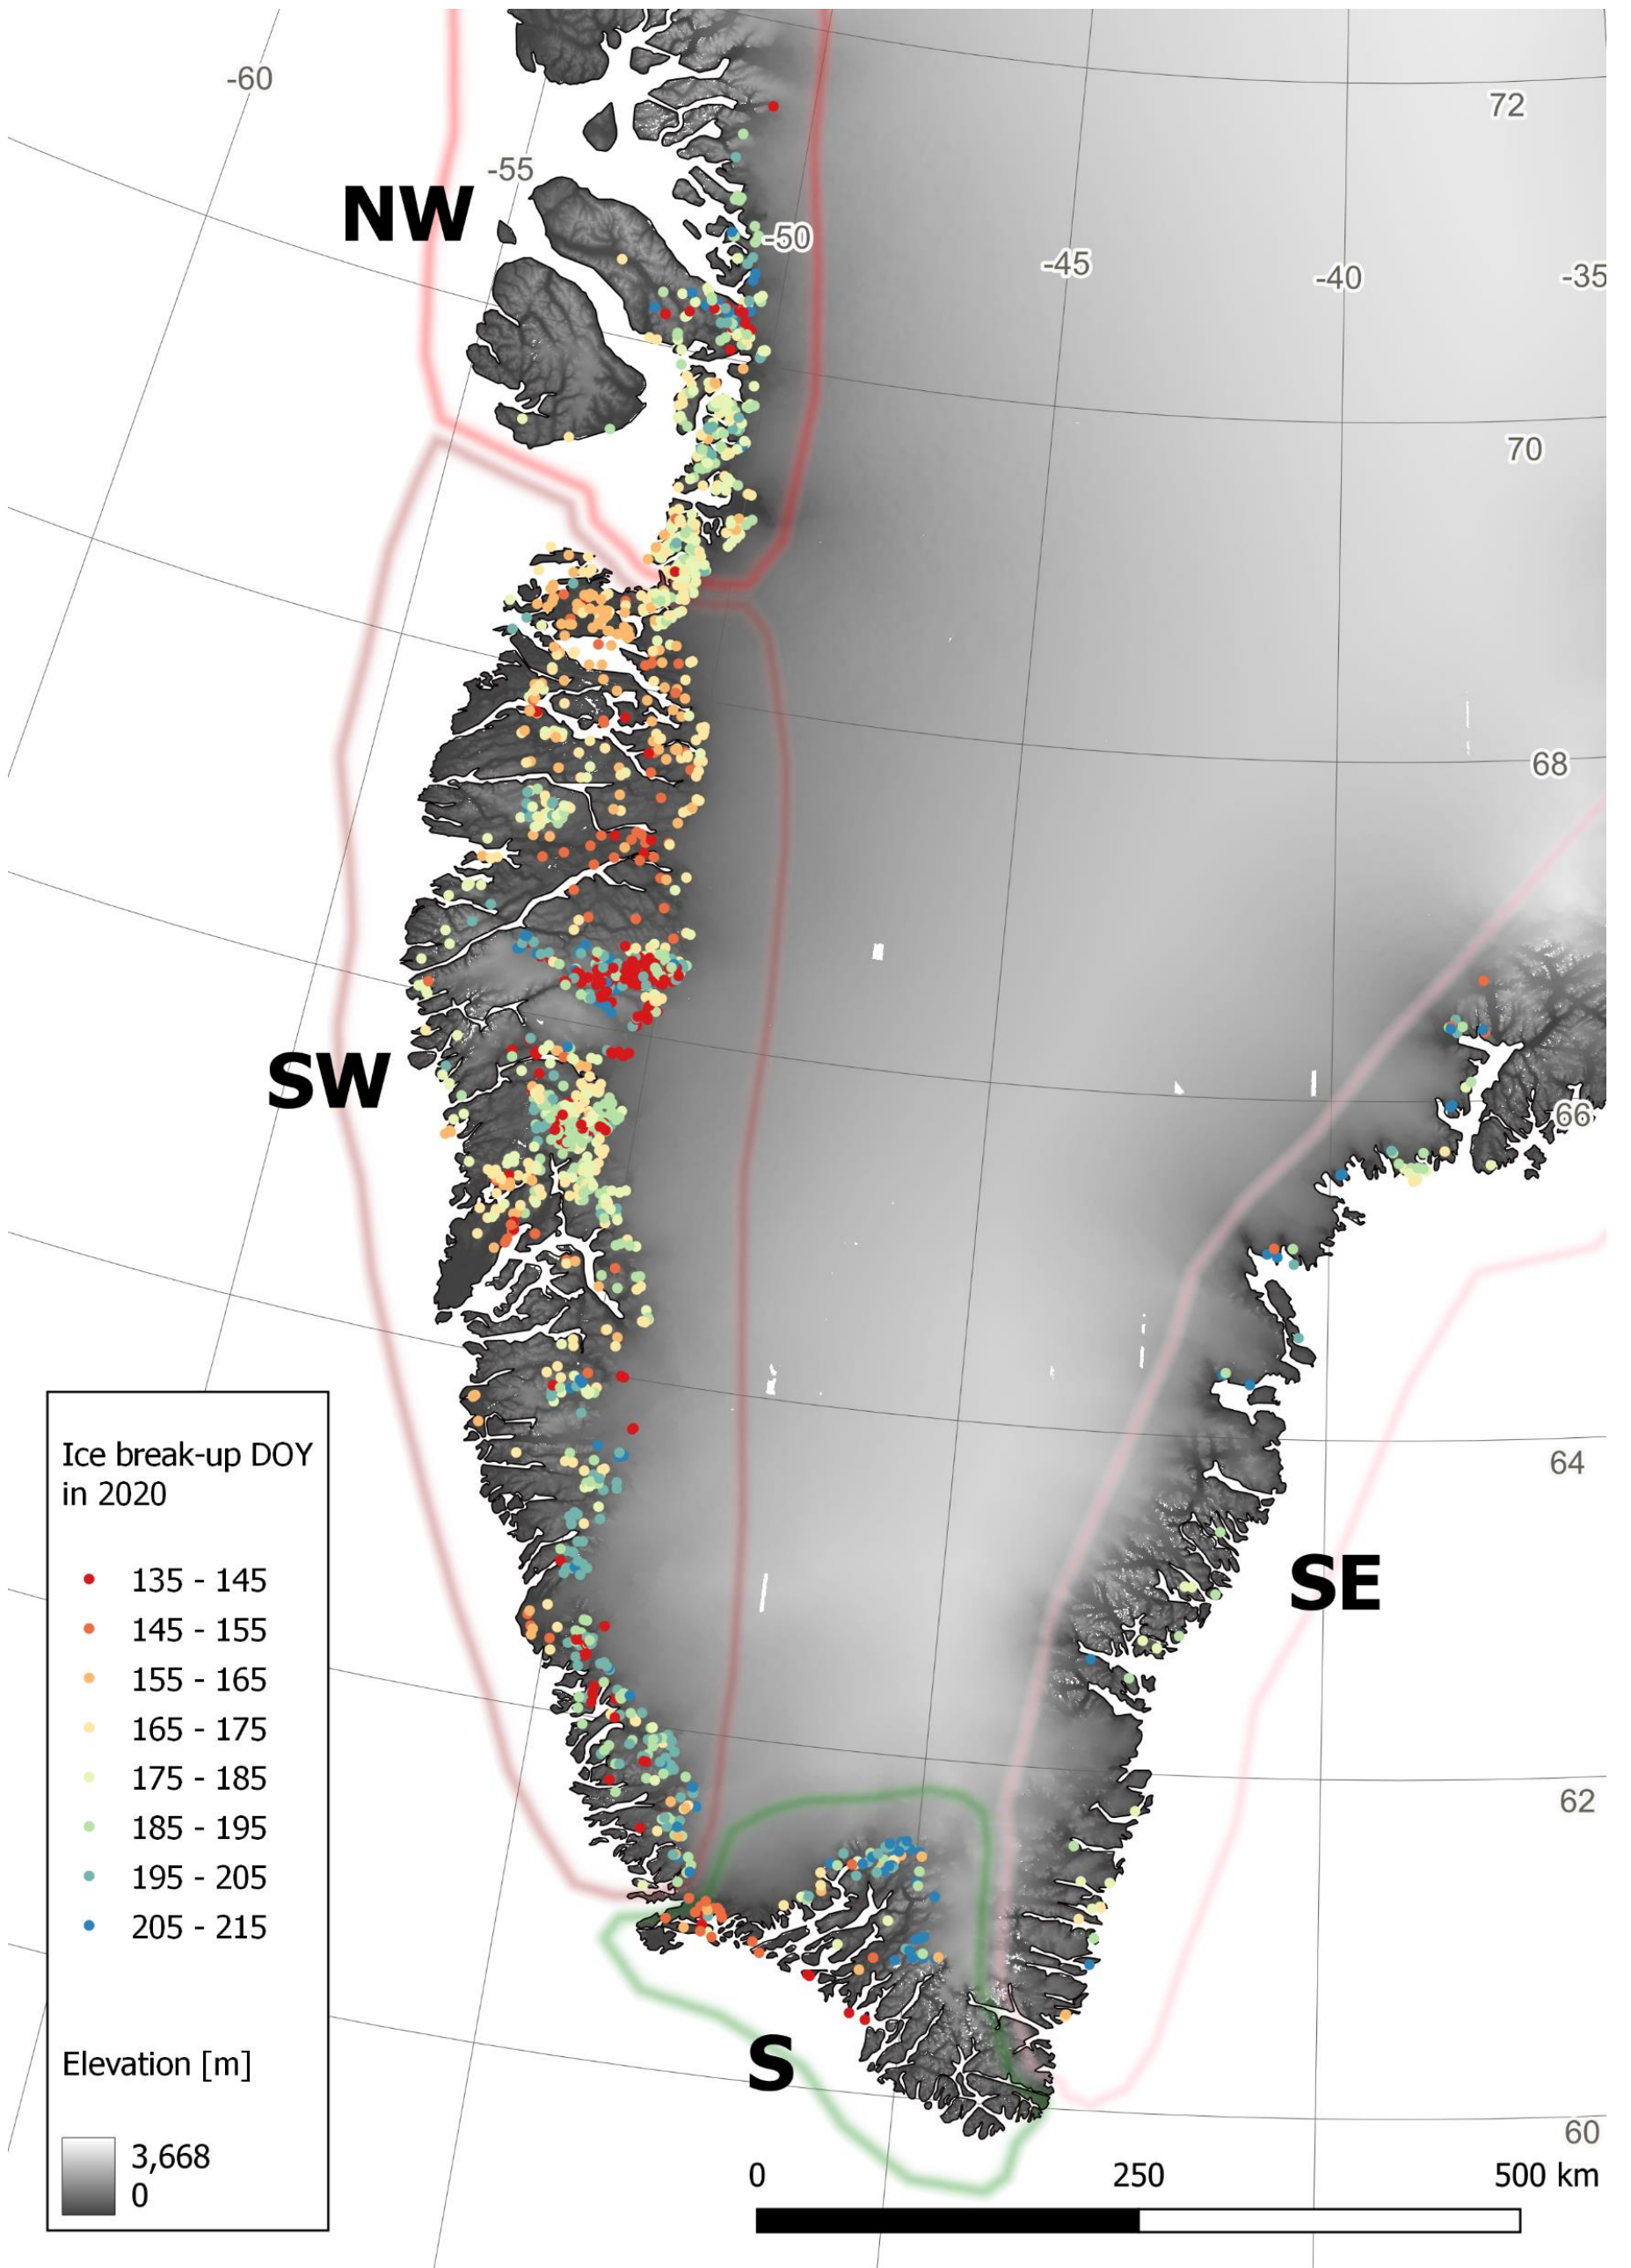 -60
72
-55
NW
-50
-45
-40
-35
70
68
SW
66
64
SE
62
S
60
Ice break-up DOY
in 2020
135 - 145
145 - 155
155 - 165
165 - 175
175 - 185
185 - 195
195 - 205
205 - 215
Elevation [m]
3,668
0
0 250 500 km